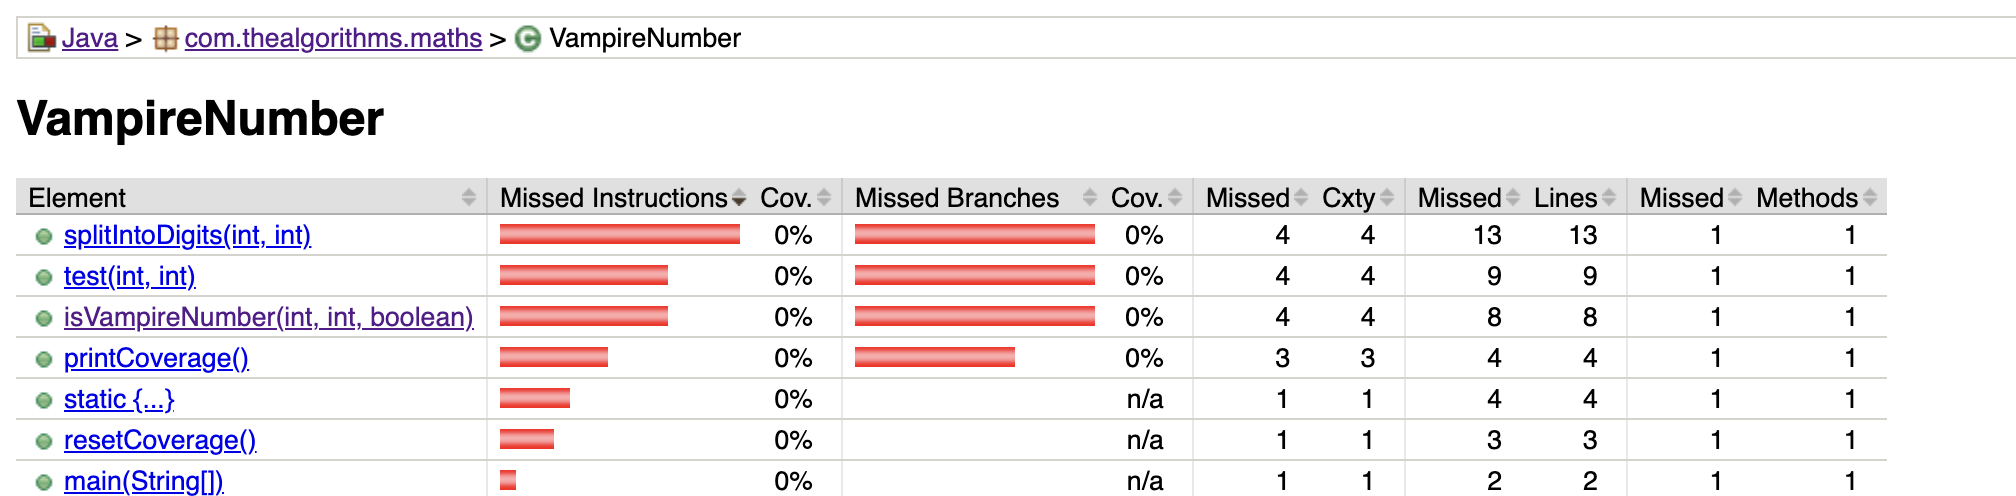 Java > com.thealgorithms.maths > VampireNumber
VampireNumber
Element Missed Instructions Cov. Missed Branches Cov. Missed Cxty Missed Lines Missed Methods
splitIntoDigits(int, int) 0% 0% 4 4 13 13 1 1
test(int, int) 0% 0% 4 4 9 9 1 1
isVampireNumber(int, int, boolean) 0% 0% 4 4 8 8 1 1
printCoverage() 0% 0% 3 3 4 4 1 1
static {...} 0% n/a 1 1 4 4 1 1
resetCoverage() 0% n/a 1 1 3 3 1 1
main(String[]) 0% n/a 1 1 2 2 1 1